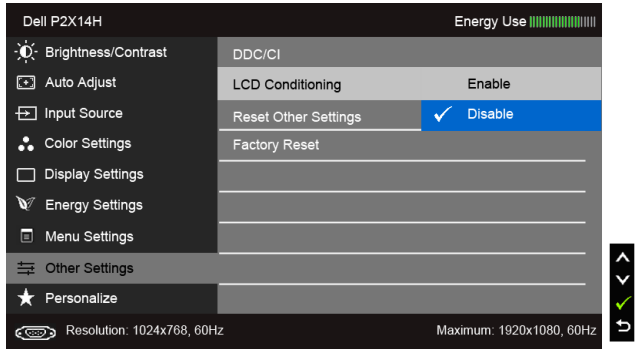 Dell P2X14H Energy Use
Brightness/Contrast DDC/CI
Auto Adjust LCD Conditioning Enable
Input Source Reset Other Settings Disable
Color Settings Factory Reset
Display Settings
Energy Settings
Menu Settings
Other Settings
Personalize
Resolution: 1024x768, 60Hz Maximum: 1920x1080, 60Hz